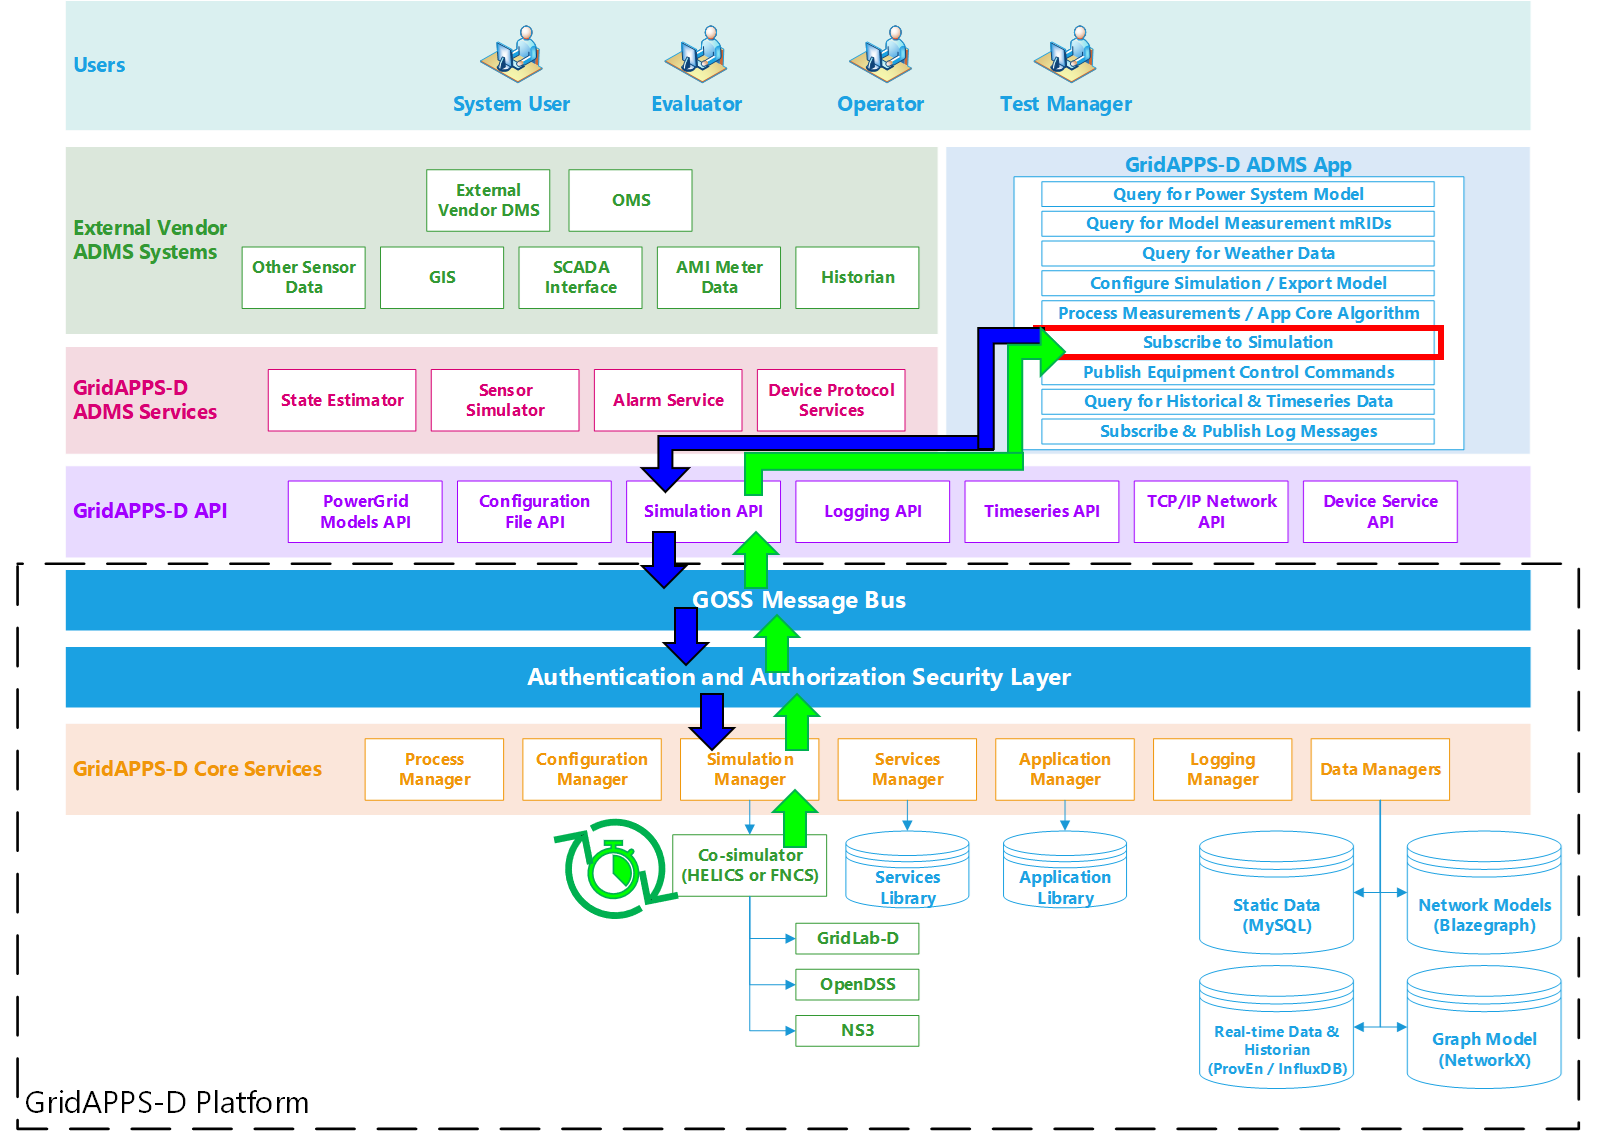 Users
System User
Evaluator
Operator
Test Manager
External Vendor
ADMS Systems
External
Vendor DMS
OMS
Other Sensor
Data
GIS
SCADA
Interface
AMI Meter
Data
Historian
GridAPPS-D ADMS App
Query for Power System Model
Query for Model Measurement mRIDs
Query for Weather Data
Configure Simulation / Export Model
Process Measurements / App Core Algorithm
Subscribe to Simulation
Publish Equipment Control Commands
Query for Historical & Timeseries Data
Subscribe & Publish Log Messages
GridAPPS-D
ADMS Services
State Estimator
Sensor
Simulator
Alarm Service
Device Protocol
Services
GridAPPS-D API
PowerGrid
Models API
Configuration
File API
Simulation API
Logging API
Timeseries API
TCP/IP Network
API
Device Service
API
GOSS Message Bus
Authentication and Authorization Security Layer
GridAPPS-D Core Services
Process
Manager
Configuration
Manager
Simulation
Manager
Services
Manager
Application
Manager
Logging
Manager
Data Managers
Co-simulator
(HELICS or FNCS)
Services
Library
Application
Library
GridLab-D
OpenDSS
NS3
Static Data
(MySQL)
Network Models
(Blazegraph)
Real-time Data &
Historian
(ProvEn / InfluxDB)
Graph Model
(NetworkX)
GridAPPS-D Platform